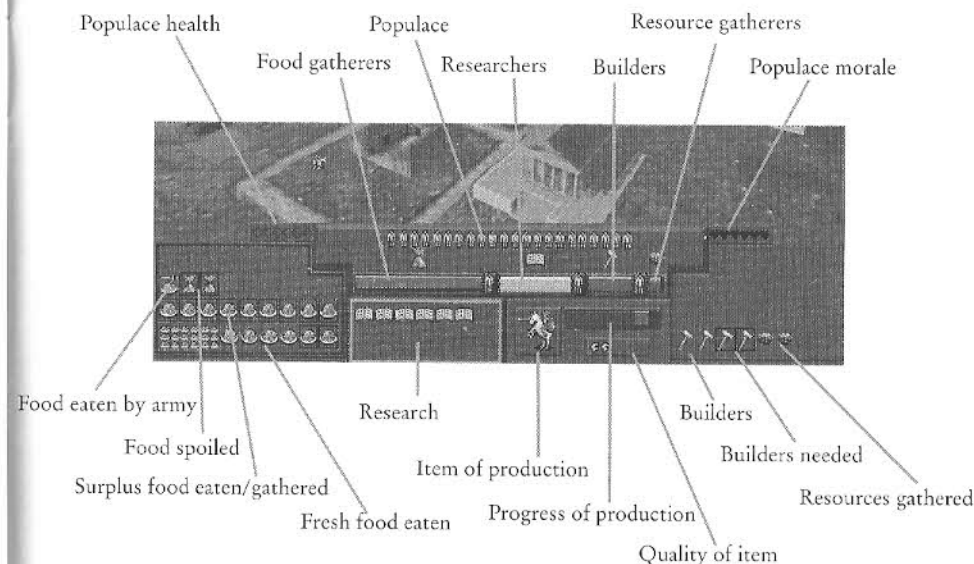 Populace health
Populace
Resource gatherers
Food gatherers
Researchers
Builders
Populace morale
Food eaten by army
Research
Builders
Food spoiled
Item of production
Builders needed
Surplus food eaten/gathered
Resources gathered
Fresh food eaten
Progress of production
Quality of item